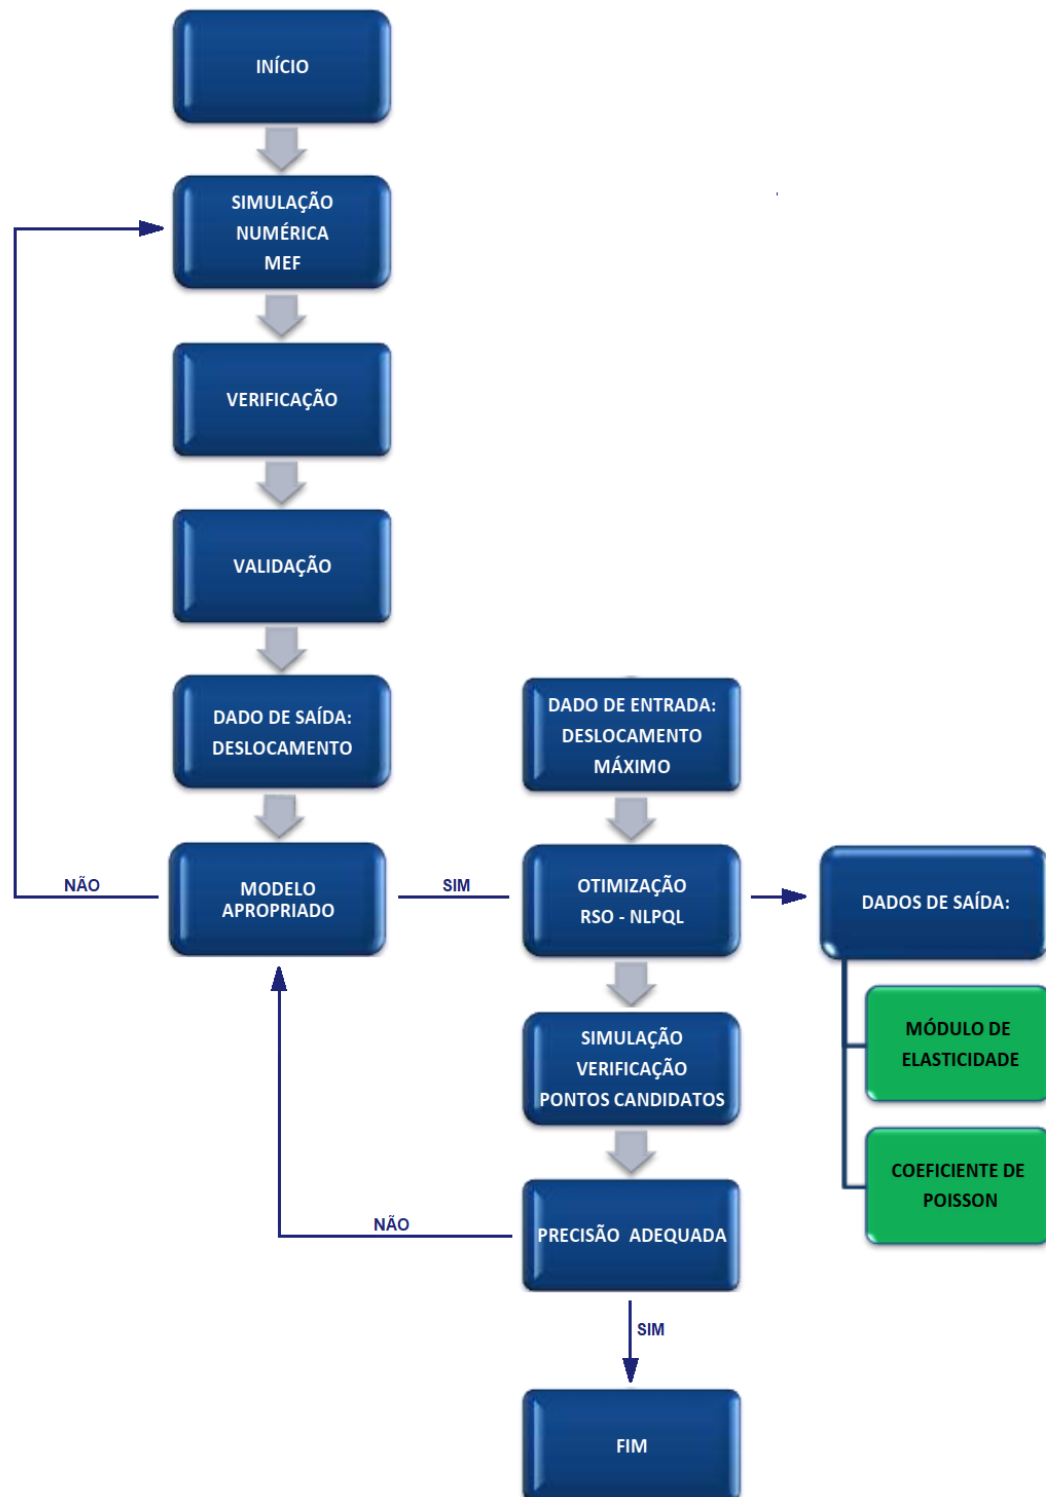 INÍCIO
SIMULAÇÃO
NUMÉRICA
MEF
VERIFICAÇÃO
VALIDAÇÃO
DADO DE SAÍDA:
DESLOCAMENTO
DADO DE ENTRADA:
DESLOCAMENTO
MÁXIMO
NÃO
MODELO
APROPRIADO
SIM
OTIMIZAÇÃO
RSO - NLPQL
DADOS DE SAÍDA:
MÓDULO DE
ELASTICIDADE
COEFICIENTE DE
POISSON
SIMULAÇÃO
VERIFICAÇÃO
PONTOS CANDIDATOS
NÃO
PRECISÃO ADEQUADA
SIM
FIM